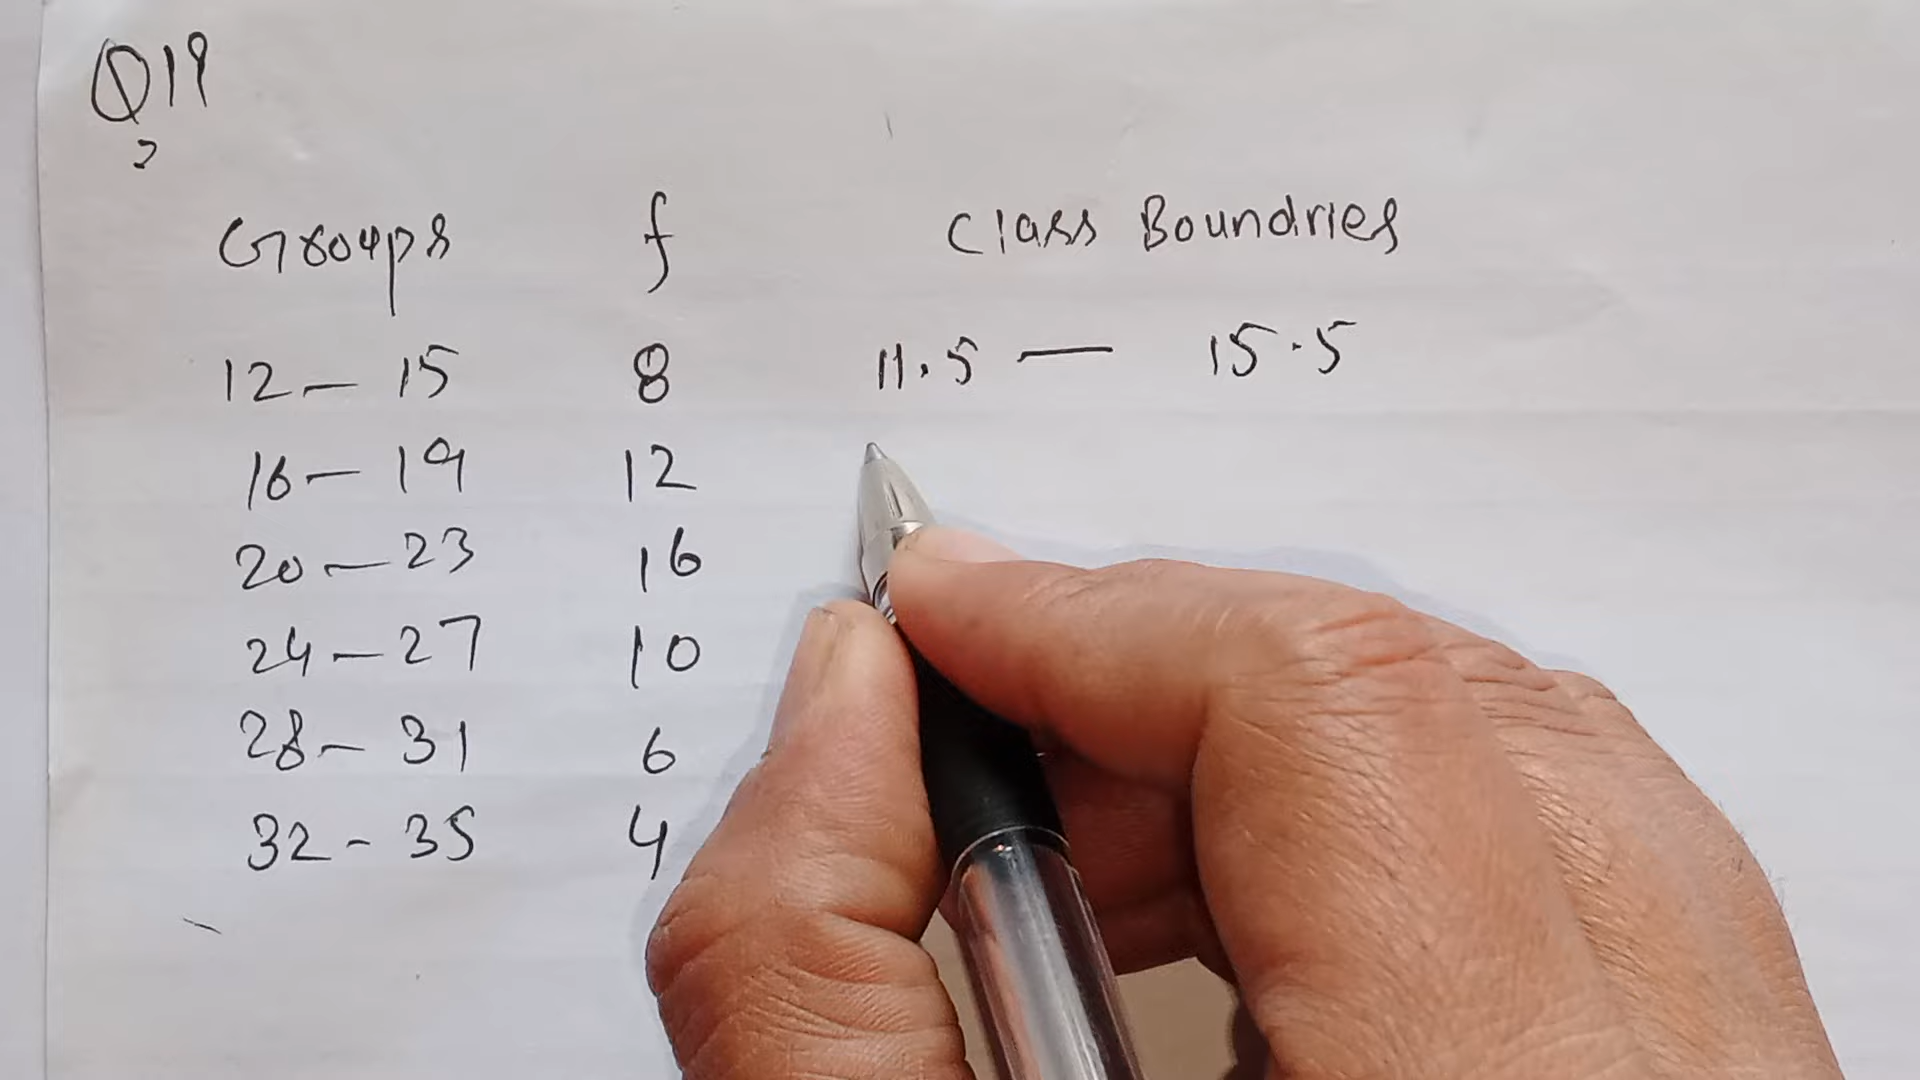 Q19
Groups f Class Boundries
12 — 15 8 11.5 — 15.5
16 — 19 12
20 — 23 16
24 — 27 10
28 — 31 6
32 - 35 4